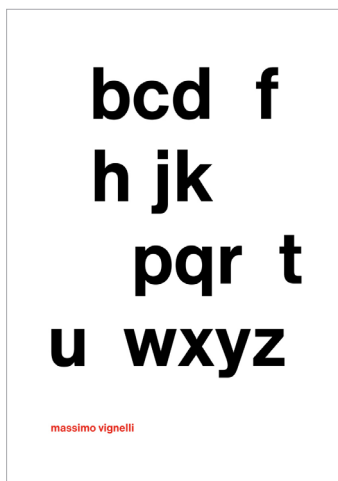 bcd f
h jk
pqr t
u wxyz
massimo vignelli